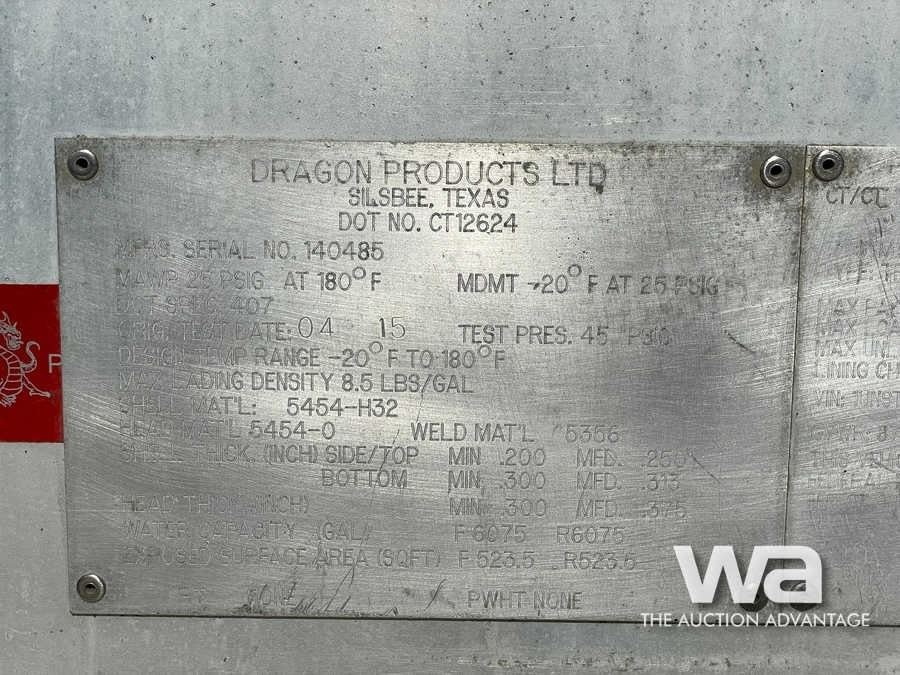 DRAGON PRODUCTS LTD
SILSBEE, TEXAS
DOT NO. CT12624
MFRS. SERIAL NO. 140485
MAWP 25 PSIG AT 180°F MDMT -20°F AT 25 PSIG
407
ORIG. TEST DATE: 04 15 TEST PRES. 45 PSIG
DESIGN TEMP RANGE -20°F TO 180°F
MAX LADING DENSITY 8.5 LBS/GAL
SHELL MAT'L: 5454-H32
HEAD MAT'L 5454-O WELD MAT'L 5356
SHELL THICK. (INCH) SIDE/TOP MIN .200 MFD. .250
BOTTOM MIN. .300 MFD. .313
HEAD THICK (INCH) MIN. .300 MFD. .375
WATER CAPACITY (GAL) F 6075 R6075
EXPOSED SURFACE AREA (SQFT) F 523.5 R523.5
PWHT NONE
CT/CT
MAX
MAX
MAX
LINING
VIN:
P
wa
THE AUCTION ADVANTAGE